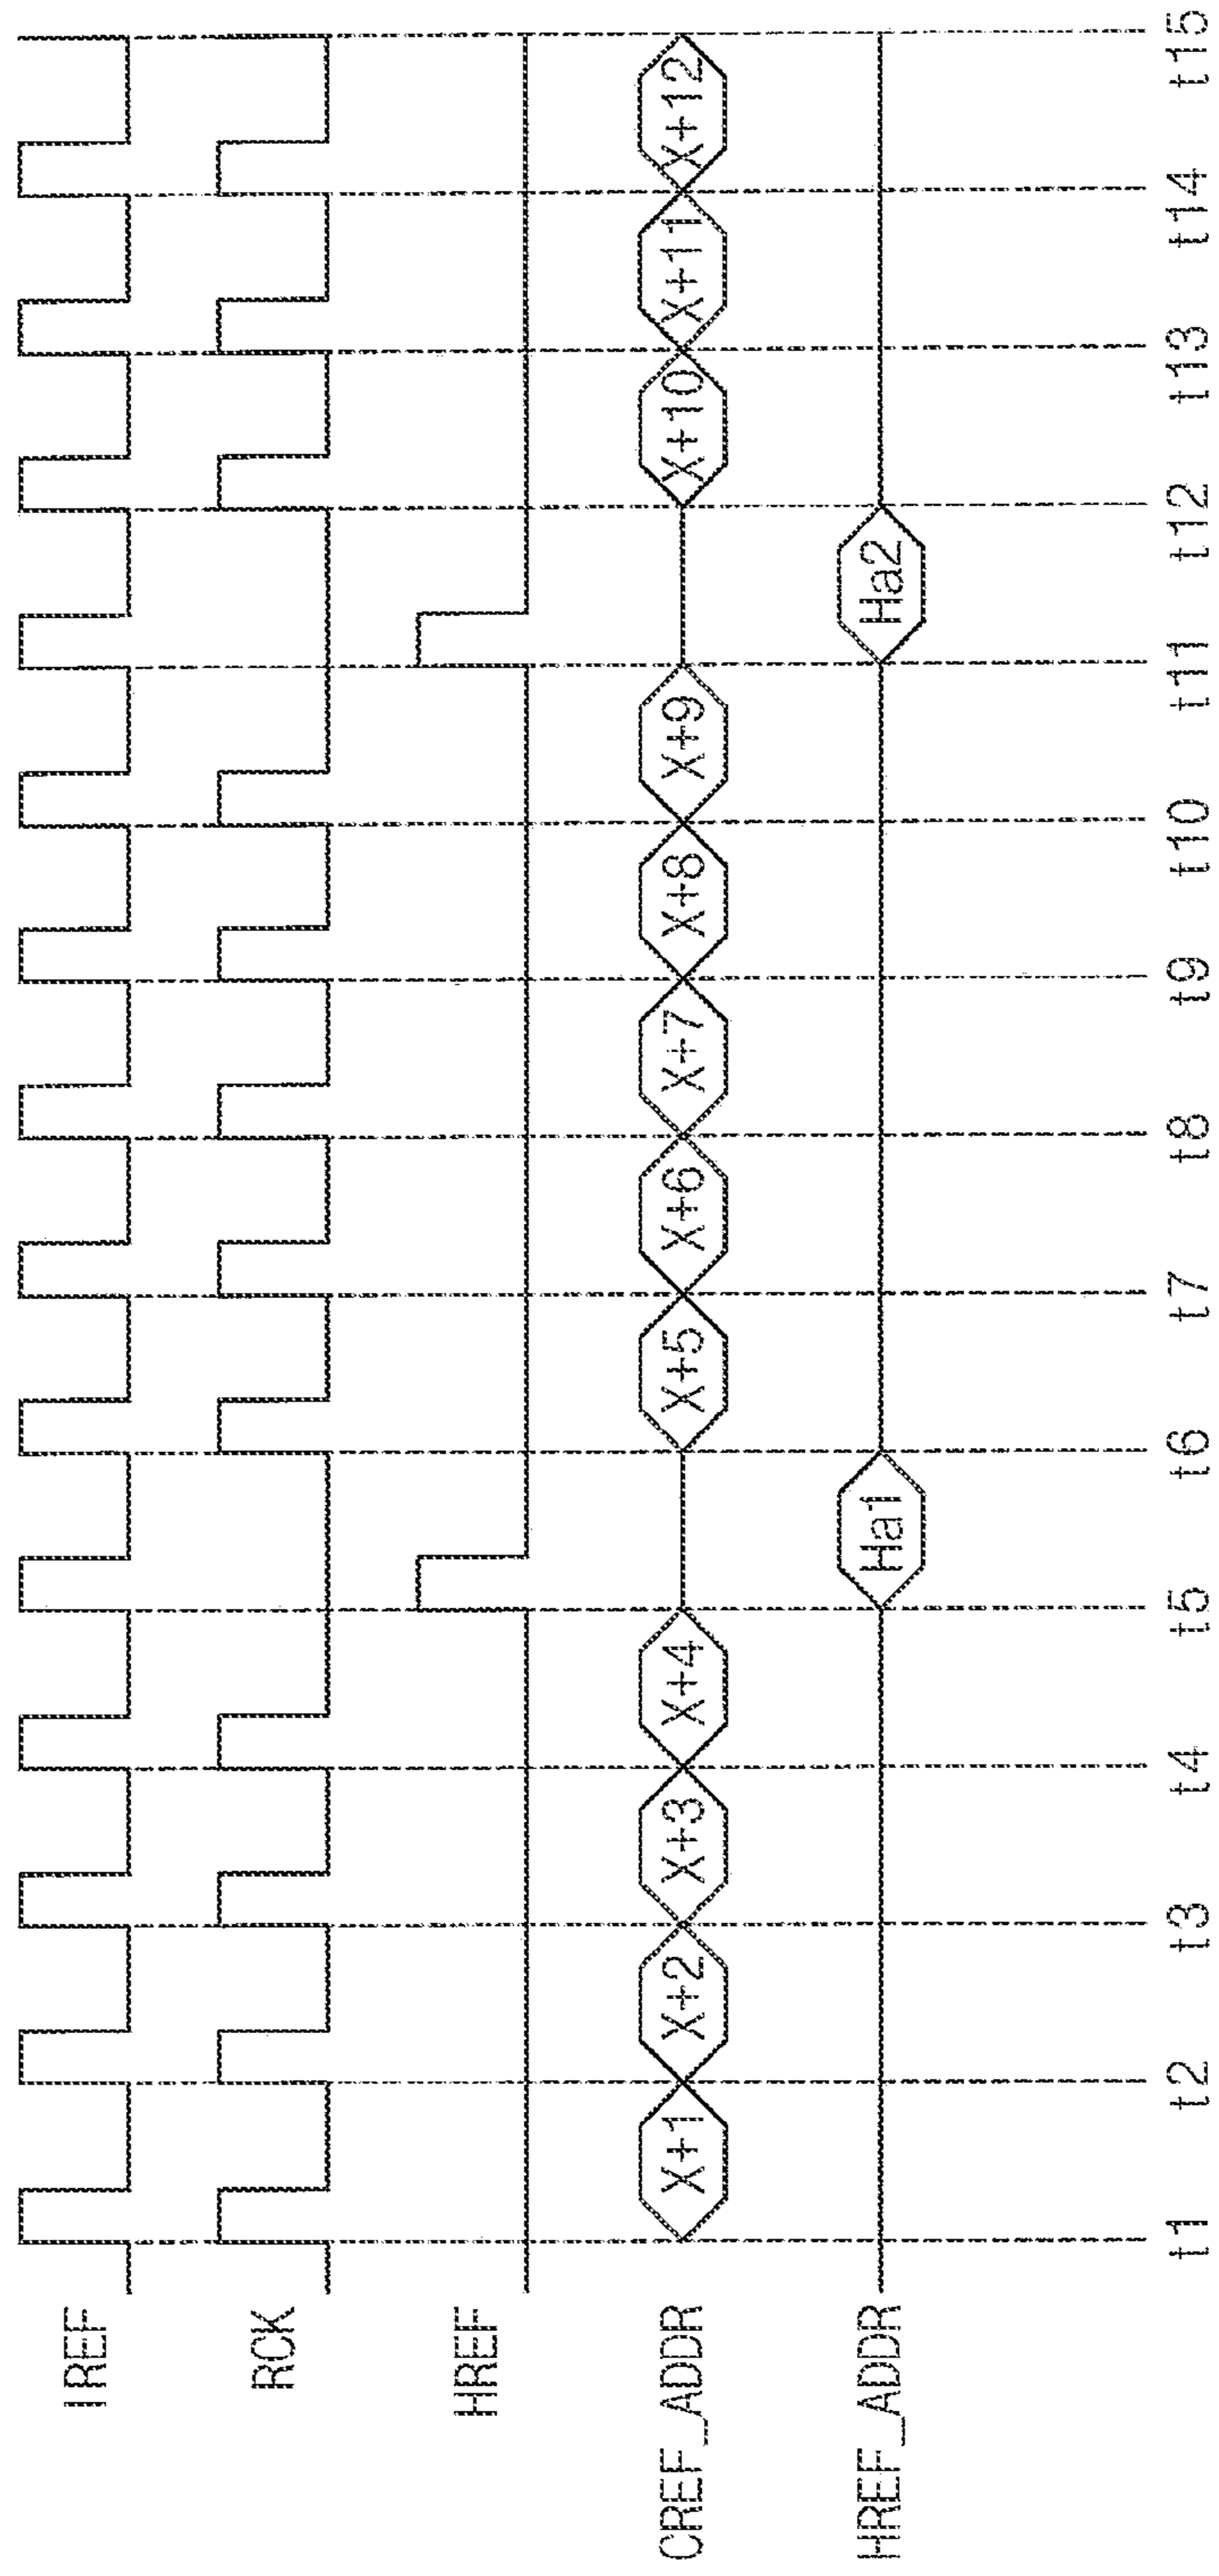 IREF
RCK
HREF
CREF_ADDR X+1 X+2 X+3 X+4 X+5 X+6 X+7 X+8 X+9 X+10 X+11 X+12
HREF_ADDR Ha1 Ha2
t1 t2 t3 t4 t5 t6 t7 t8 t9 t10 t11 t12 t13 t14 t15